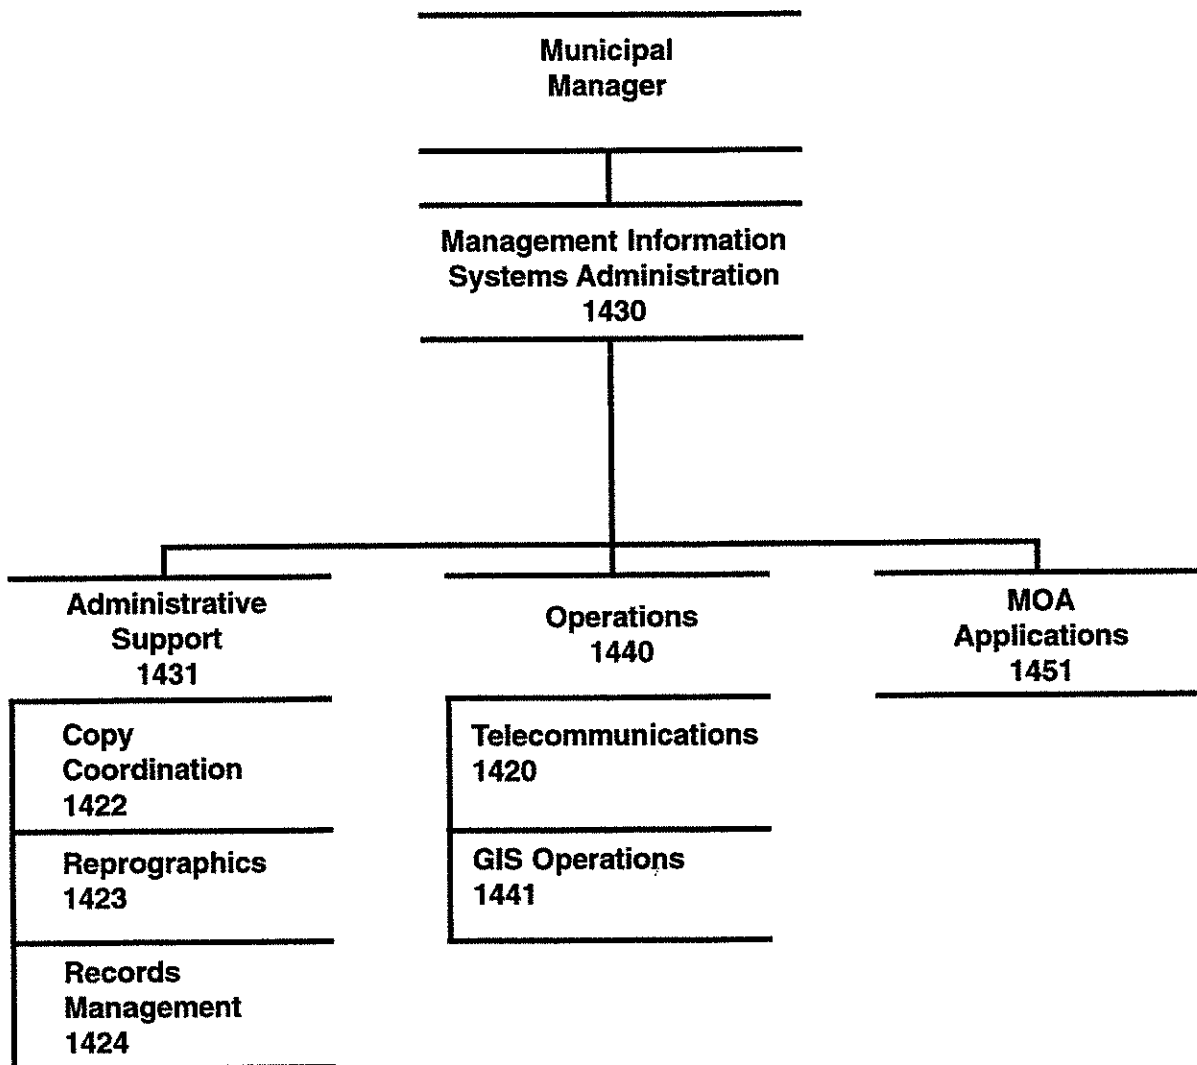 Municipal
Manager
Management Information
Systems Administration
1430
Administrative
Support
1431
Copy
Coordination
1422
Reprographics
1423
Records
Management
1424
Operations
1440
Telecommunications
1420
GIS Operations
1441
MOA
Applications
1451